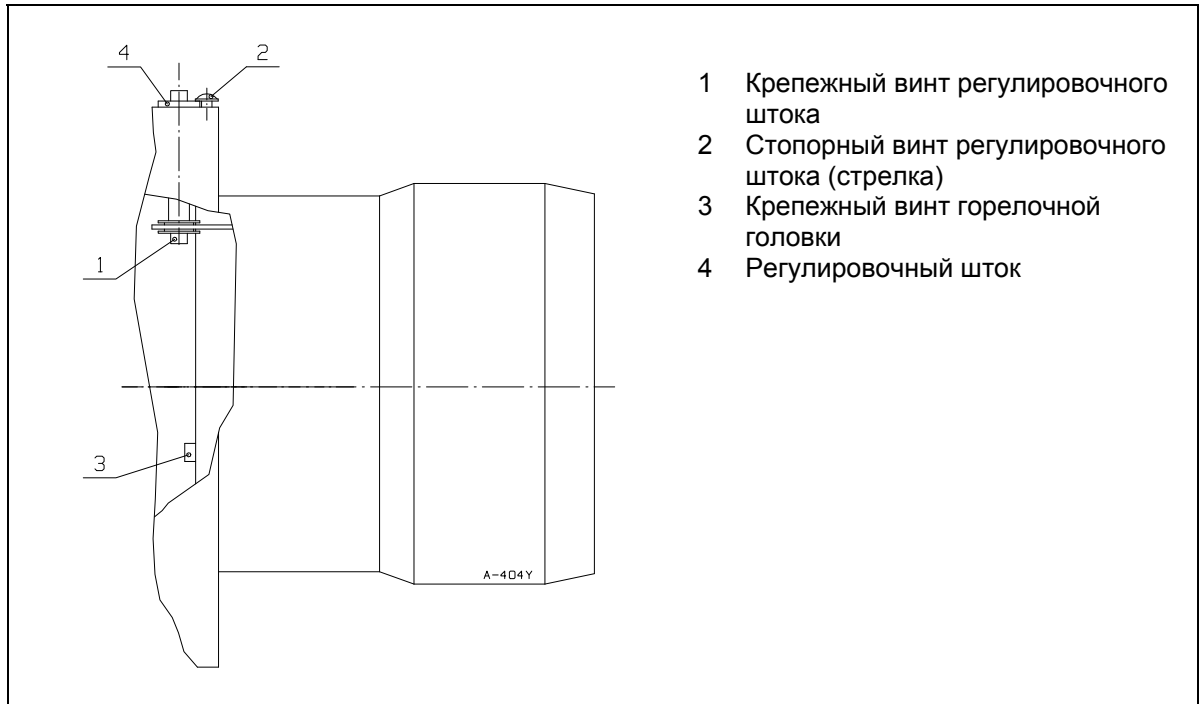 4
2
1 Крепежный винт регулировочного
штока
2 Стопорный винт регулировочного
штока (стрелка)
3 Крепежный винт горелочной
головки
4 Регулировочный шток
1
3
A-404Y